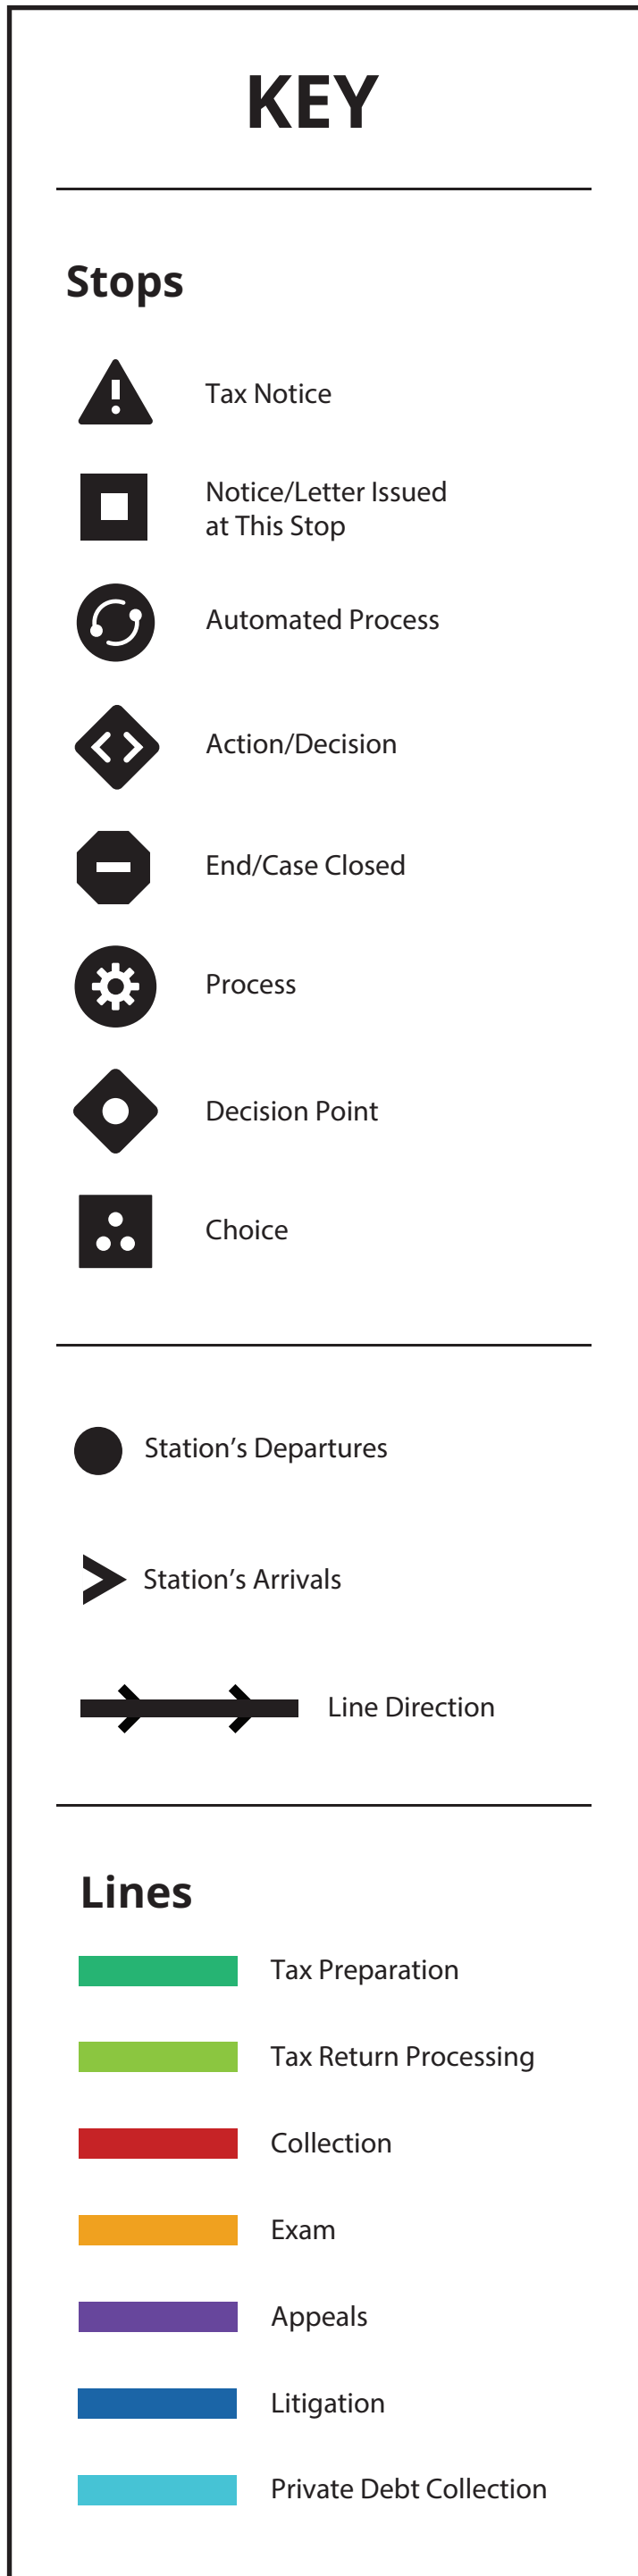 KEY
Stops
Tax Notice
Notice/Letter Issued
at This Stop
Automated Process
Action/Decision
End/Case Closed
Process
Decision Point
Choice
Station’s Departures
Station’s Arrivals
Line Direction
Lines
Tax Preparation
Tax Return Processing
Collection
Exam
Appeals
Litigation
Private Debt Collection